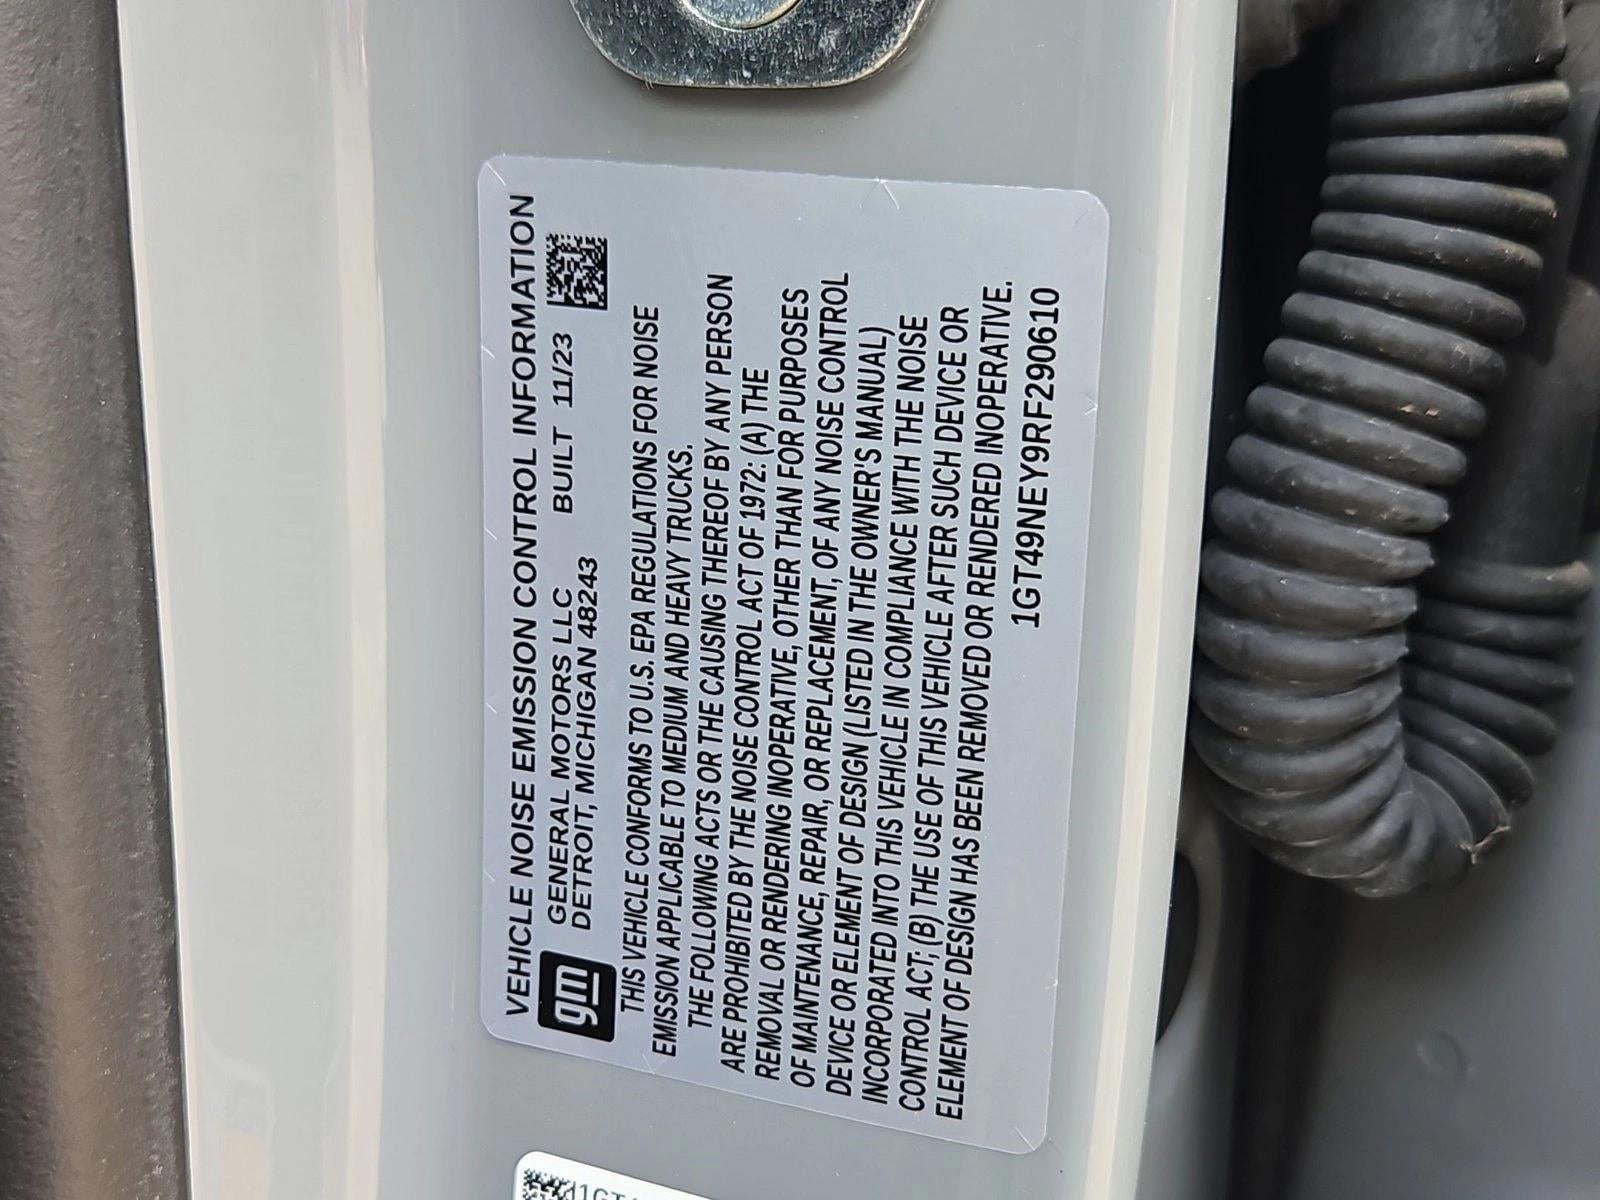 VEHICLE NOISE EMISSION CONTROL INFORMATION
gm
GENERAL MOTORS LLC BUILT 11/23
DETROIT, MICHIGAN 48243
THIS VEHICLE CONFORMS TO U.S. EPA REGULATIONS FOR NOISE
EMISSION APPLICABLE TO MEDIUM AND HEAVY TRUCKS.
THE FOLLOWING ACTS OR THE CAUSING THEREOF BY ANY PERSON
ARE PROHIBITED BY THE NOISE CONTROL ACT OF 1972: (A) THE
REMOVAL OR RENDERING INOPERATIVE, OTHER THAN FOR PURPOSES
OF MAINTENANCE, REPAIR, OR REPLACEMENT, OF ANY NOISE CONTROL
DEVICE OR ELEMENT OF DESIGN (LISTED IN THE OWNER'S MANUAL)
INCORPORATED INTO THIS VEHICLE IN COMPLIANCE WITH THE NOISE
CONTROL ACT; (B) THE USE OF THIS VEHICLE AFTER SUCH DEVICE OR
ELEMENT OF DESIGN HAS BEEN REMOVED OR RENDERED INOPERATIVE.
1GT49NEY9RF290610